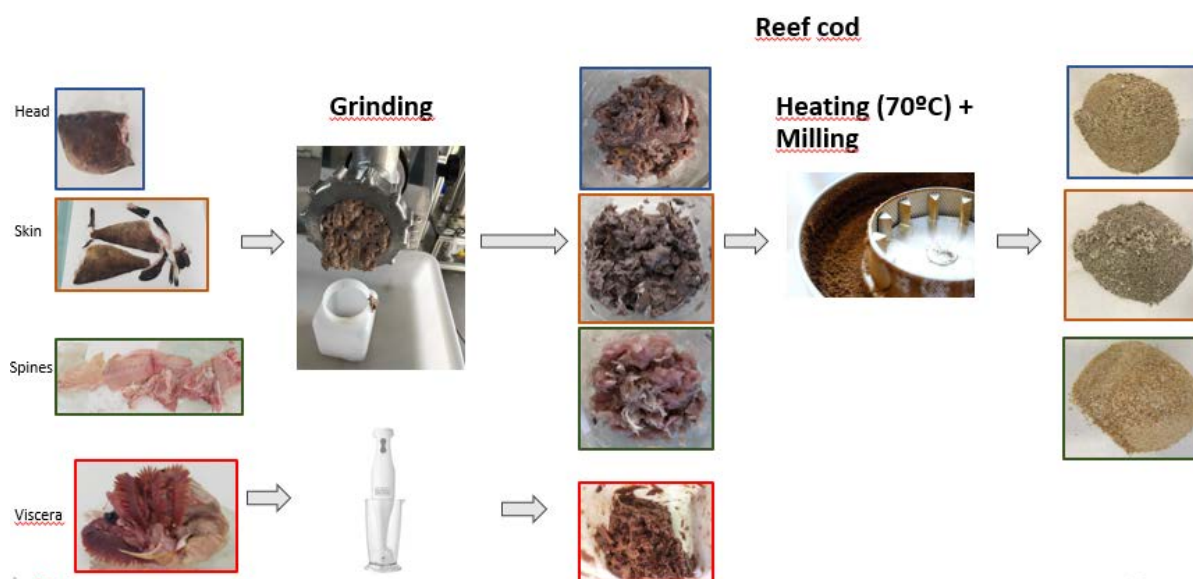 Reef cod
Head
Grinding
Heating (70ºC) +
Milling
Skin
Spines
Viscera